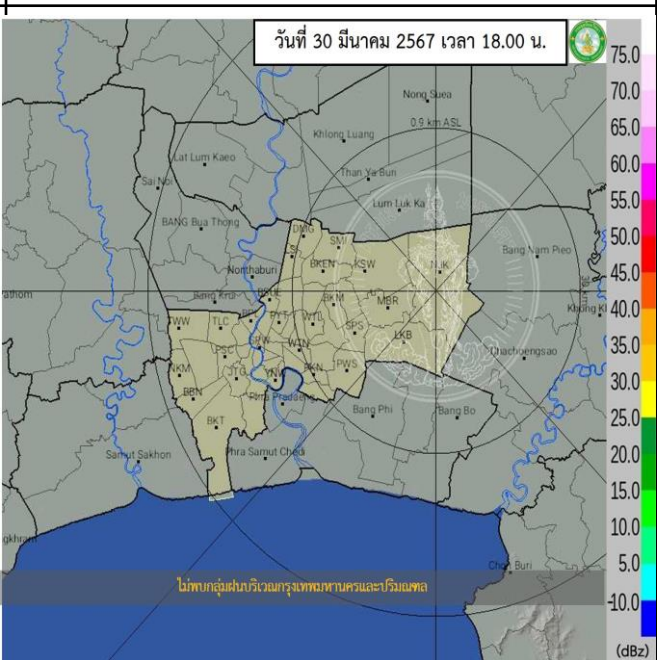 วันที่ 30 มีนาคม 2567 เวลา 18.00 น.
75.0
70.0
65.0
60.0
55.0
50.0
45.0
40.0
35.0
30.0
25.0
20.0
15.0
10.0
5.0
-10.0
(dBz)
Nong Suea
0.9 km ASL
Khlong Luang
Lat Lum Kaeo
Than Ya Buri
Sai Noi
Lum Luk Ka
BANG Bua Thong
DMG
SMI
Bang Nam Pieo
BKEN
KSW
NJK
Nonthaburi
Bang Krui
BKM
MBR
TWW
TLC
PYT
WTL
SPS
LKB
Chachoengsao
PSC
WTN
NKM
JTG
PKN
PWS
BBN
YNW
Phra Pradaeng
BKT
Bang Phi
Bang Bo
Samut Sakhon
Phra Samut Chedi
gkhram
Chon Buri
ไม่พบกลุ่มฝนบริเวณกรุงเทพมหานครและปริมณฑล